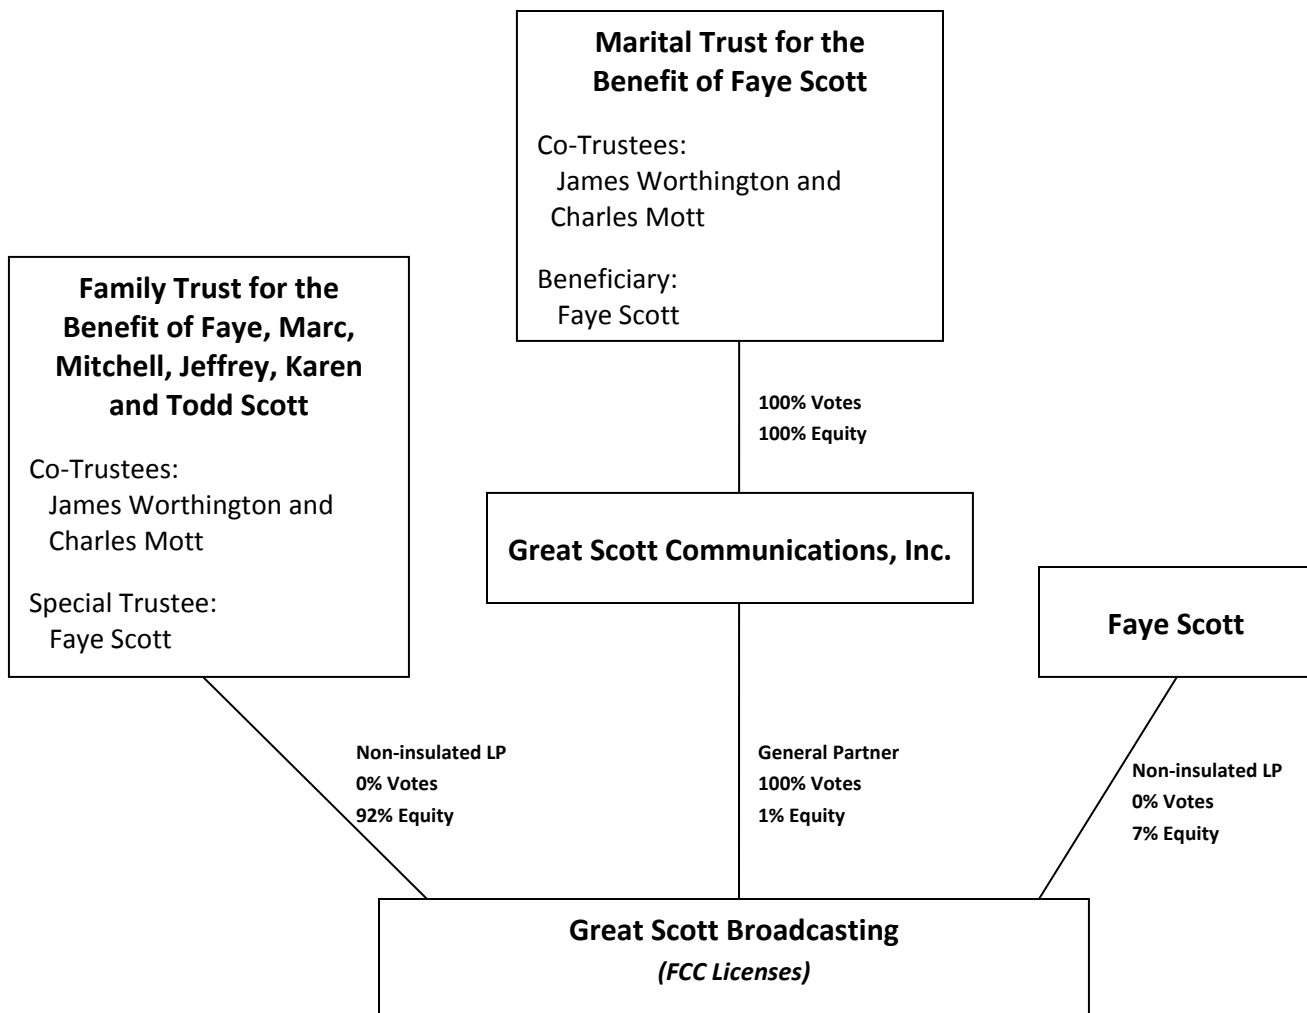 Marital Trust for the
Benefit of Faye Scott
Co-Trustees:
James Worthington and
Charles Mott
Beneficiary:
Faye Scott
Family Trust for the
Benefit of Faye, Marc,
Mitchell, Jeffrey, Karen
and Todd Scott
Co-Trustees:
James Worthington and
Charles Mott
Special Trustee:
Faye Scott
100% Votes
100% Equity
Great Scott Communications, Inc.
Faye Scott
Non-insulated LP
0% Votes
92% Equity
General Partner
100% Votes
1% Equity
Non-insulated LP
0% Votes
7% Equity
Great Scott Broadcasting
(FCC Licenses)